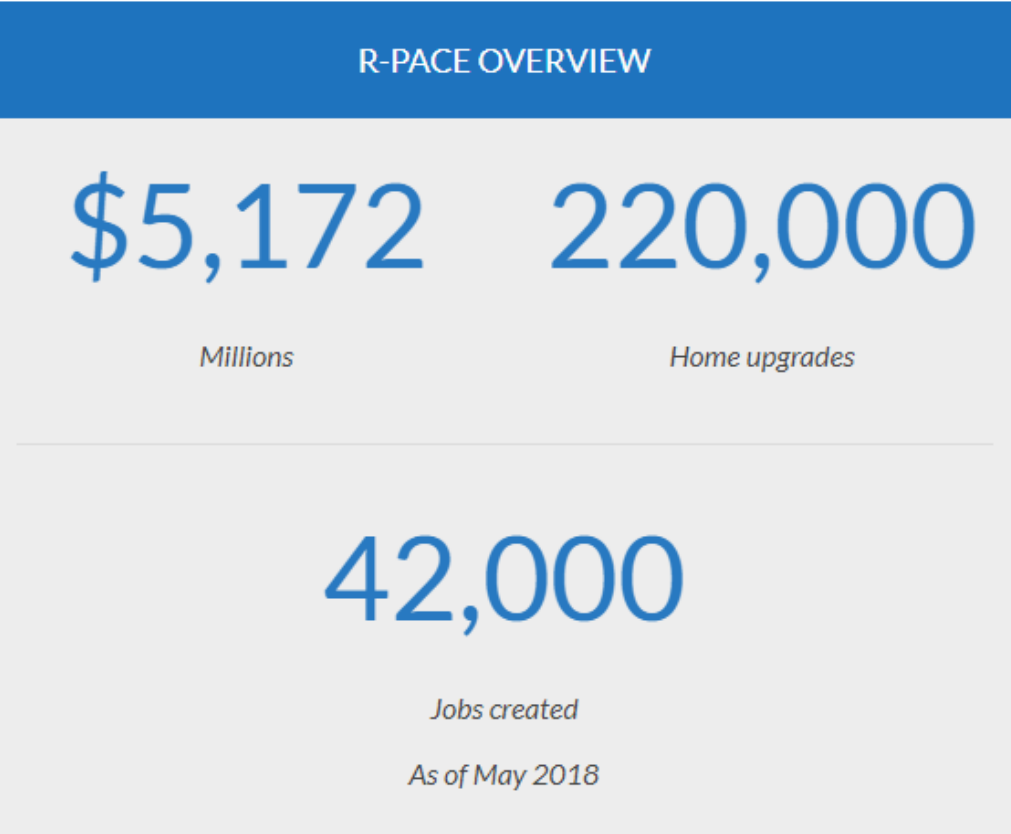 R-PACE OVERVIEW
$5,172 220,000
Millions Home upgrades
42,000
Jobs created
As of May 2018